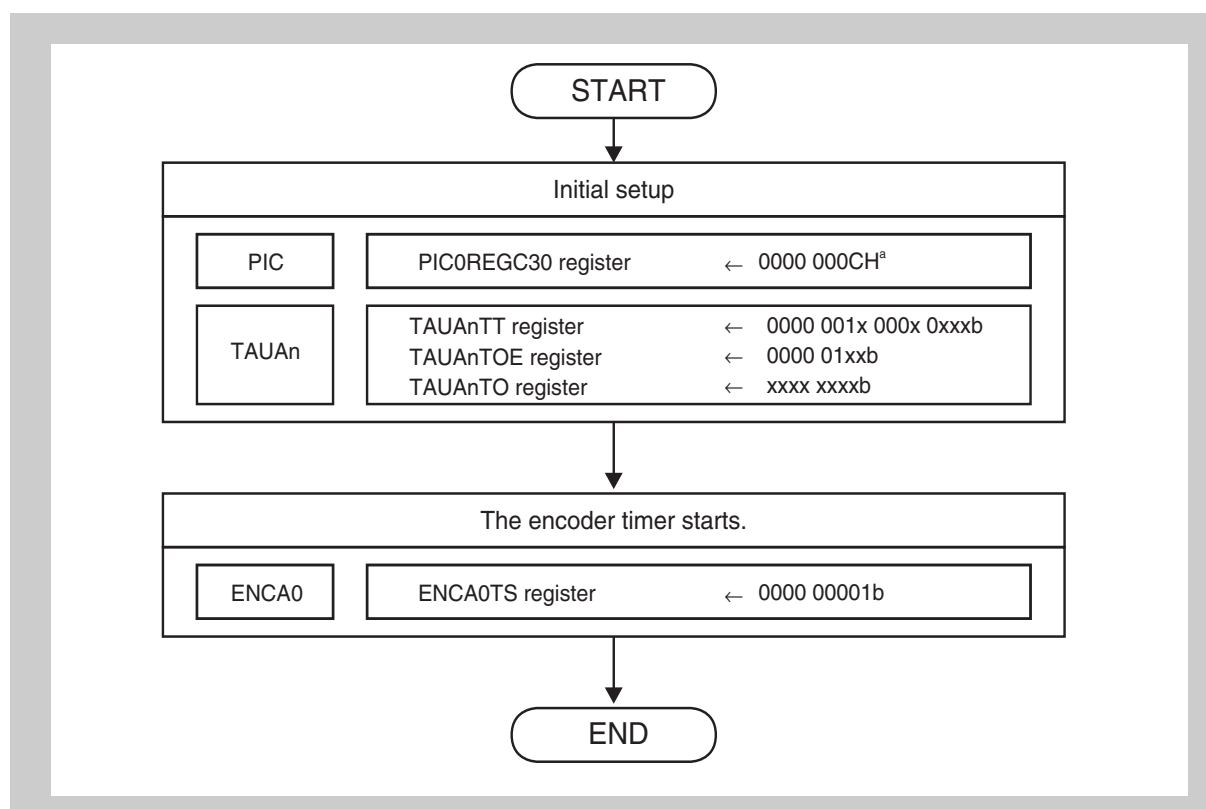 START
Initial setup
PIC
PIC0REGC30 register ← 0000 000CHᵃ
TAUAn
TAUAnTT register ← 0000 001x 000x 0xxxb
TAUAnTOE register ← 0000 01xxb
TAUAnTO register ← xxxx xxxxb
The encoder timer starts.
ENCA0
ENCA0TS register ← 0000 00001b
END